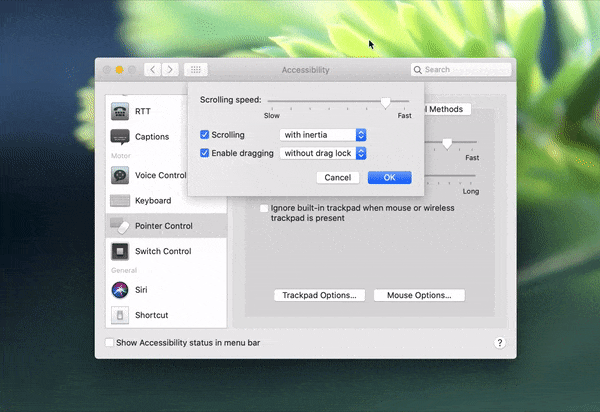 Accessibility
Search
Scrolling speed:
Slow
Fast
Scrolling
with inertia
Enable dragging
without drag lock
Cancel
OK
RTT
Captions
Motor
Voice Control
Keyboard
Pointer Control
Switch Control
General
Siri
Shortcut
Methods
Fast
Long
Ignore built-in trackpad when mouse or wireless
trackpad is present
Trackpad Options...
Mouse Options...
Show Accessibility status in menu bar
?